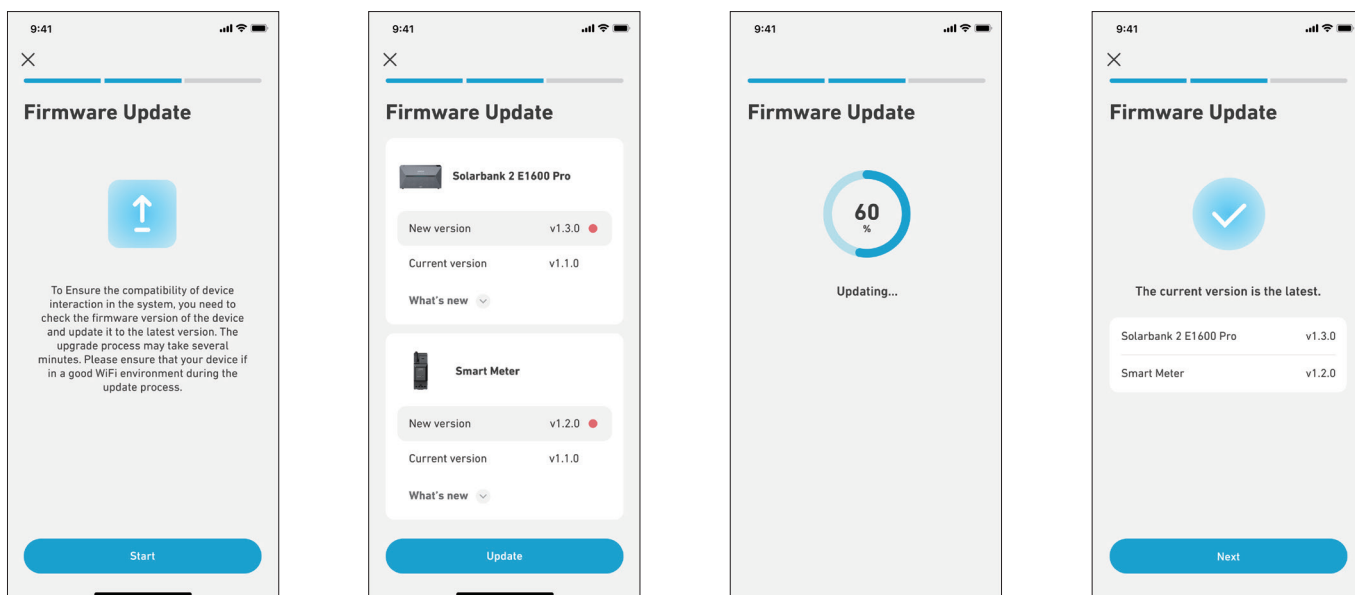 9:41
Firmware Update
To Ensure the compatibility of device
interaction in the system, you need to
check the firmware version of the device
and update it to the latest version. The
upgrade process may take several
minutes. Please ensure that your device if
in a good WiFi environment during the
update process.
Start
9:41
Firmware Update
Solarbank 2 E1600 Pro
New version v1.3.0
Current version v1.1.0
What's new
Smart Meter
New version v1.2.0
Current version v1.1.0
What's new
Update
9:41
Firmware Update
60
%
Updating...
9:41
Firmware Update
The current version is the latest.
Solarbank 2 E1600 Pro v1.3.0
Smart Meter v1.2.0
Next